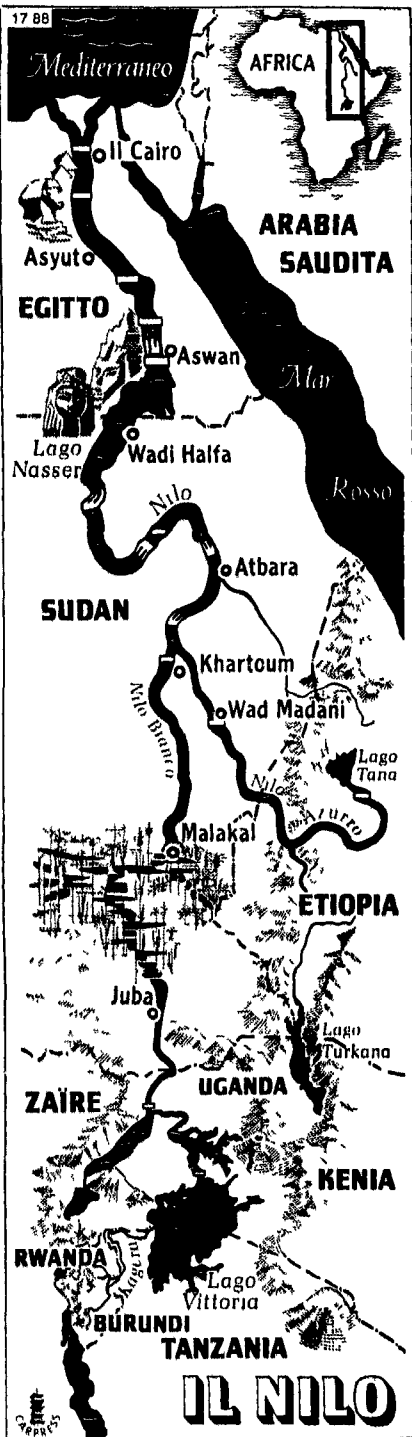 17 88
Mediterraneo
AFRICA
Il Cairo
ARABIA
SAUDITA
Asyut
EGITTO
Aswan
Mar
Rosso
Lago
Nasser
Wadi Halfa
Nilo
Atbara
SUDAN
Khartoum
Nilo Bianco
Wad Madani
Lago
Tana
Nilo Azzurro
Malakal
ETIOPIA
Juba
Lago
Turkana
UGANDA
ZAÏRE
KENIA
RWANDA
Kagera
Lago
Vittoria
BURUNDI
TANZANIA
IL NILO
CARPRESS